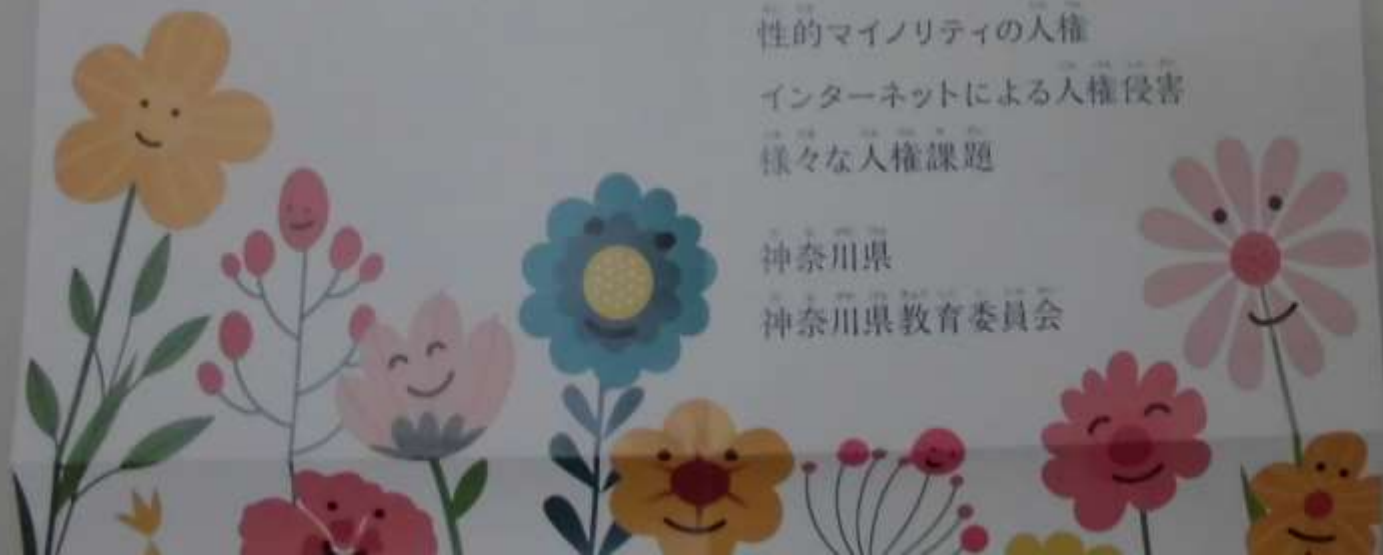 性的マイノリティの人権
インターネットによる人権侵害
様々な人権課題
神奈川県
神奈川県教育委員会